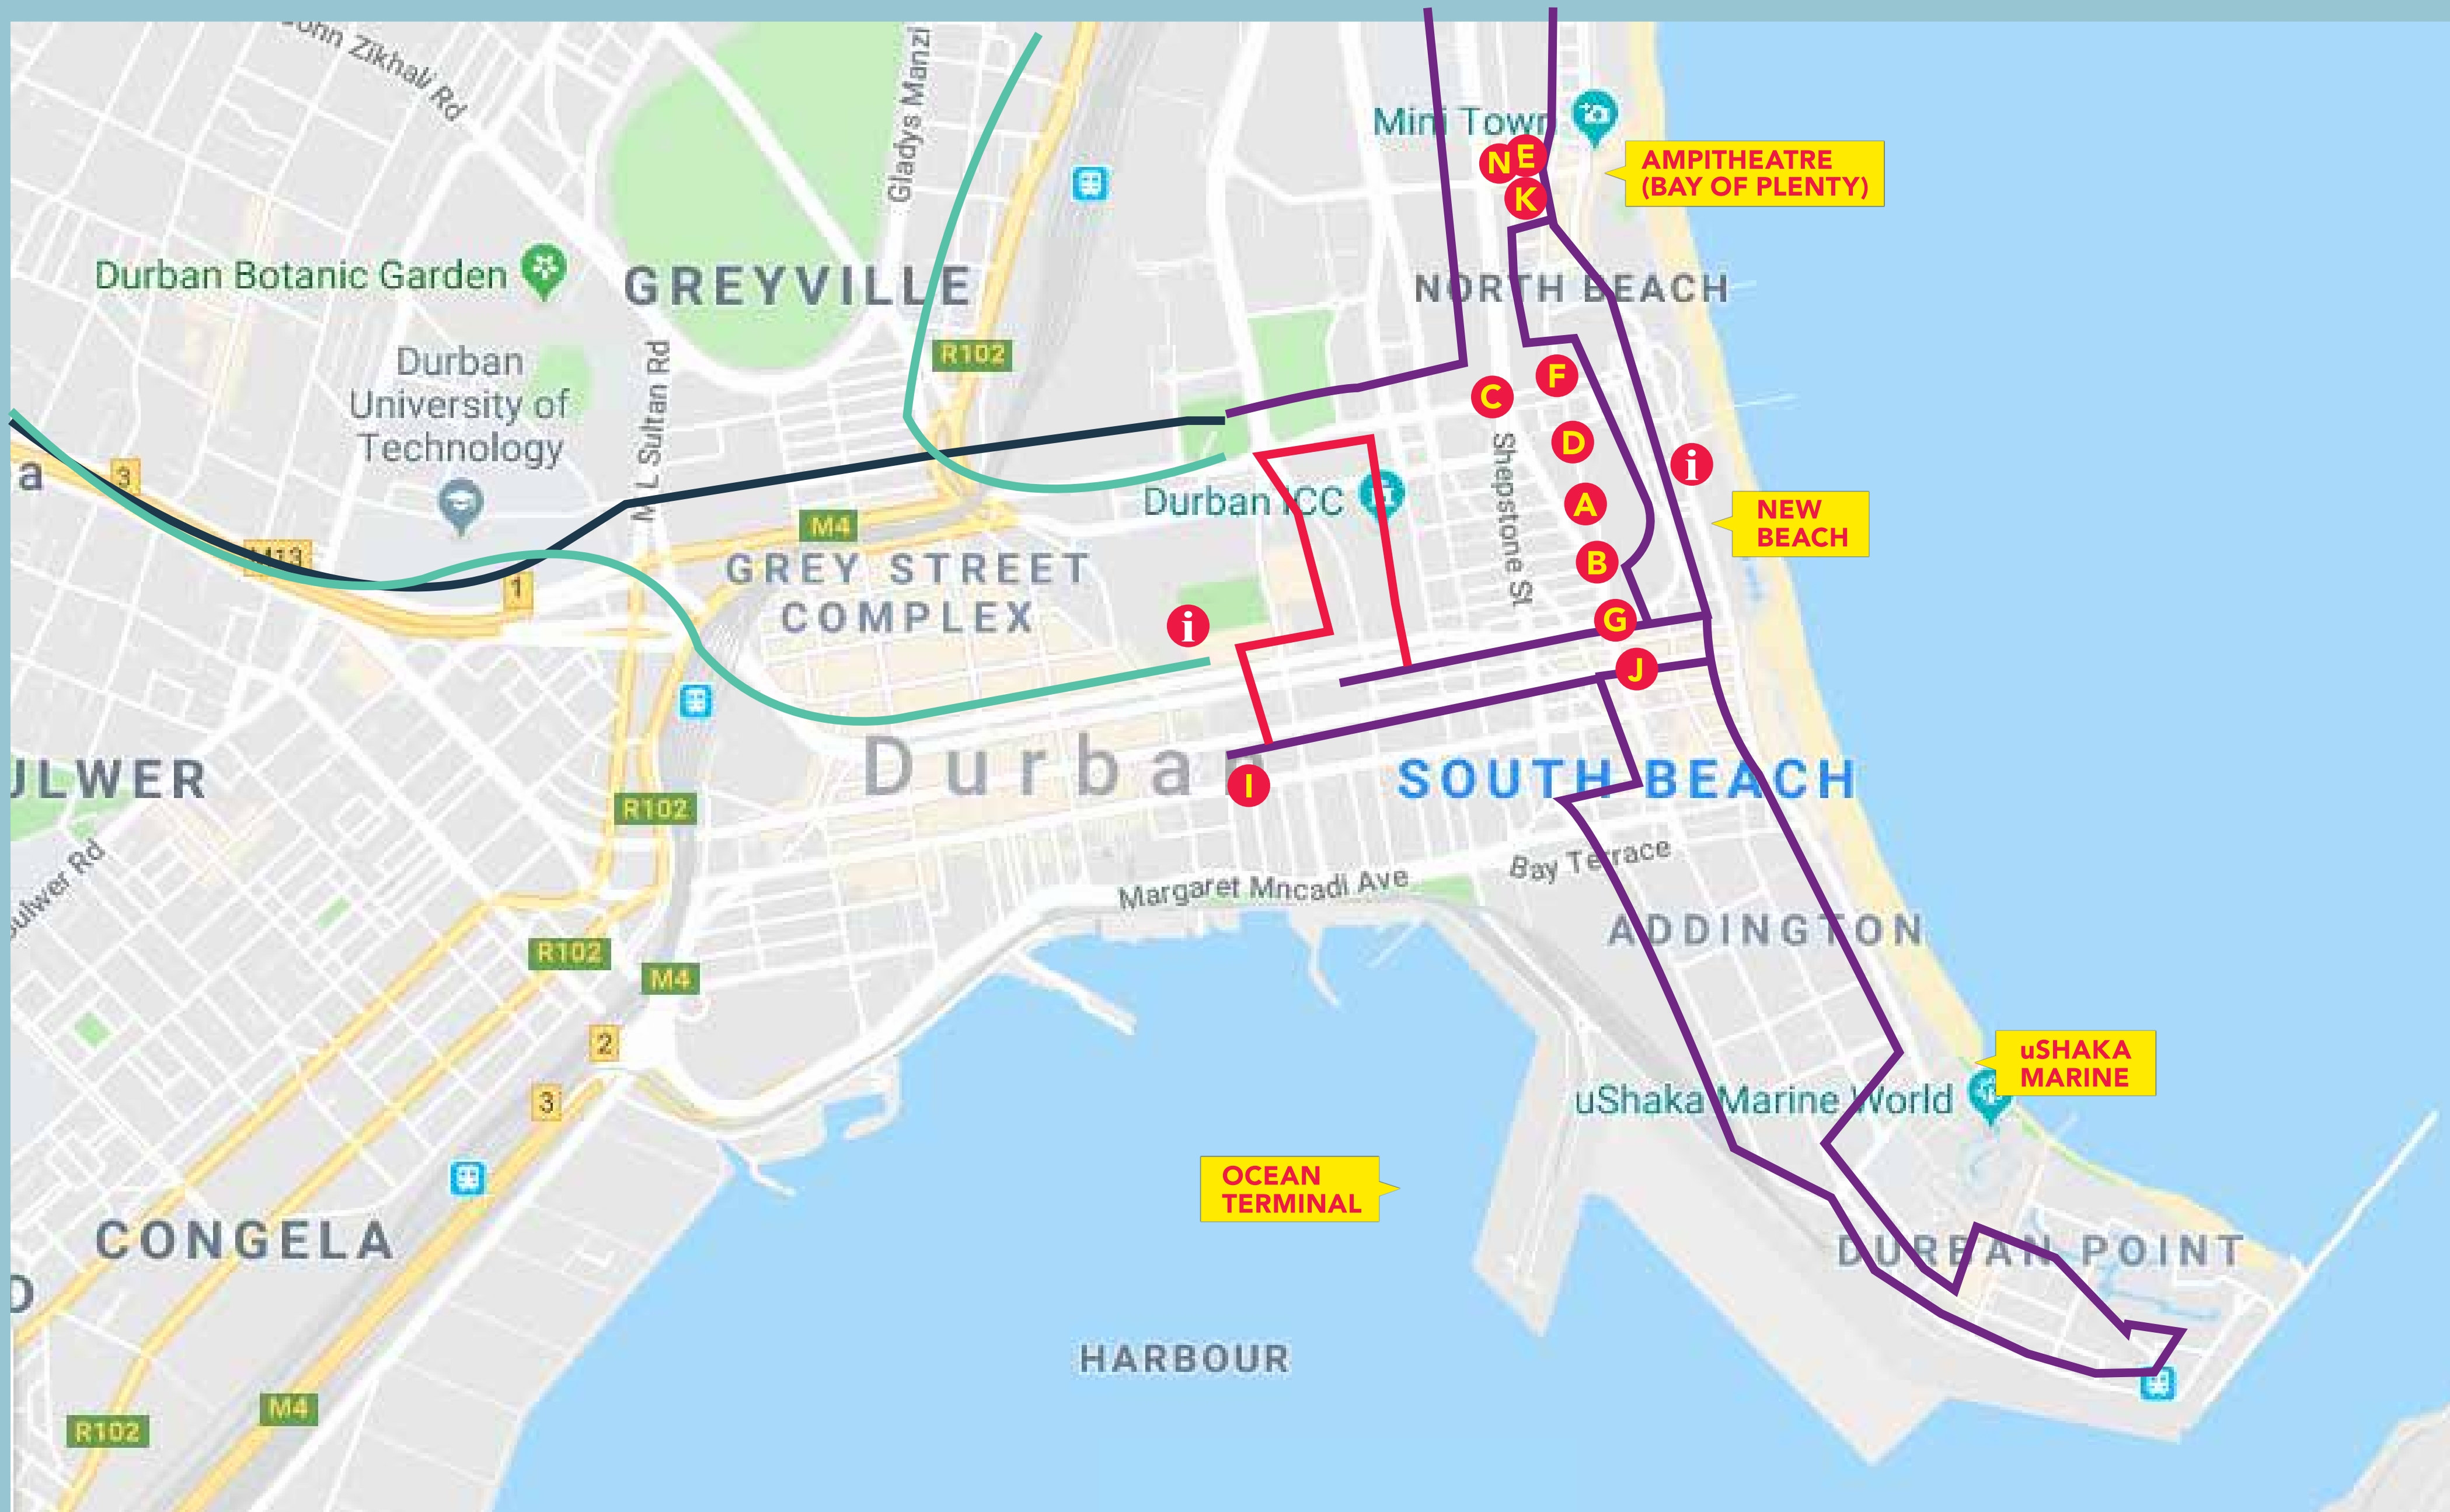 John Zikhali Rd
Gladys Manzi
Mini Town
N
E
K
AMPITHEATRE
(BAY OF PLENTY)
Durban Botanic Garden
GREYVILLE
NORTH BEACH
R102
Durban
University of
Technology
M L Sultan Rd
C
F
D
A
B
G
J
I
i
i
Shepstone St
a
3
M13
1
M4
Durban ICC
NEW
BEACH
GREY STREET
COMPLEX
Durban
ULWER
SOUTH BEACH
R102
Bulwer Rd
Bay Terrace
Margaret Mncadi Ave
ADDINGTON
R102
M4
2
3
uSHAKA
MARINE
uShaka Marine World
OCEAN
TERMINAL
CONGELA
DURBAN POINT
O
HARBOUR
M4
R102